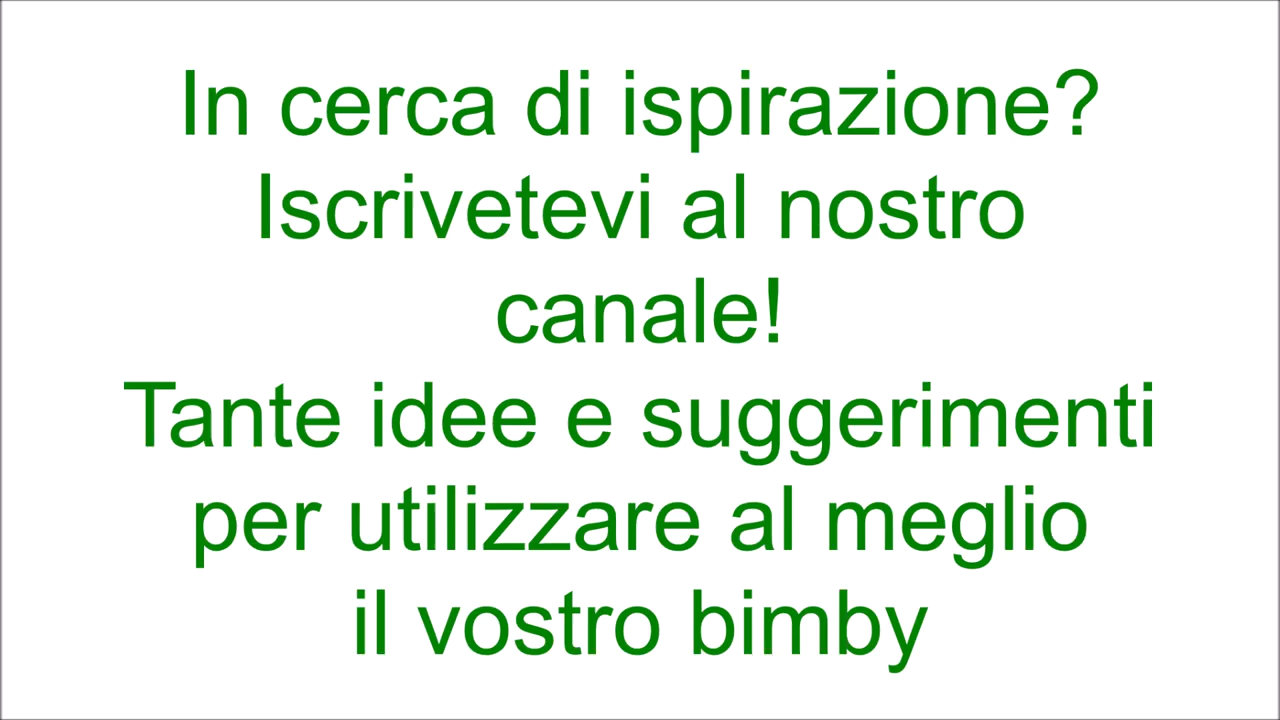 In cerca di ispirazione?
Iscrivetevi al nostro
canale!
Tante idee e suggerimenti
per utilizzare al meglio
il vostro bimby